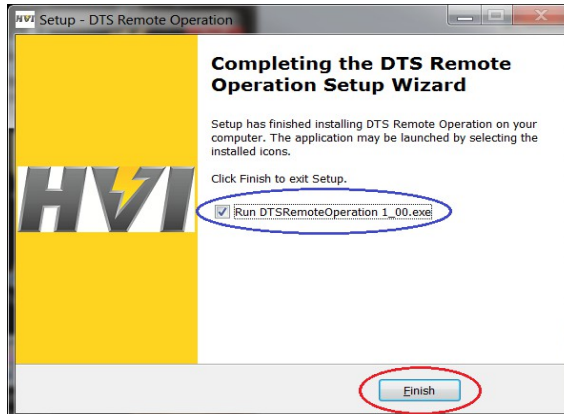 HVI Setup - DTS Remote Operation
Completing the DTS Remote
Operation Setup Wizard
Setup has finished installing DTS Remote Operation on your
computer. The application may be launched by selecting the
installed icons.
Click Finish to exit Setup.
HVI
Run DTSRemoteOperation 1_00.exe
Finish